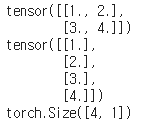 tensor([[1., 2.],
        [3., 4.]])
tensor([[1.],
        [2.],
        [3.],
        [4.]])
torch.Size([4, 1])